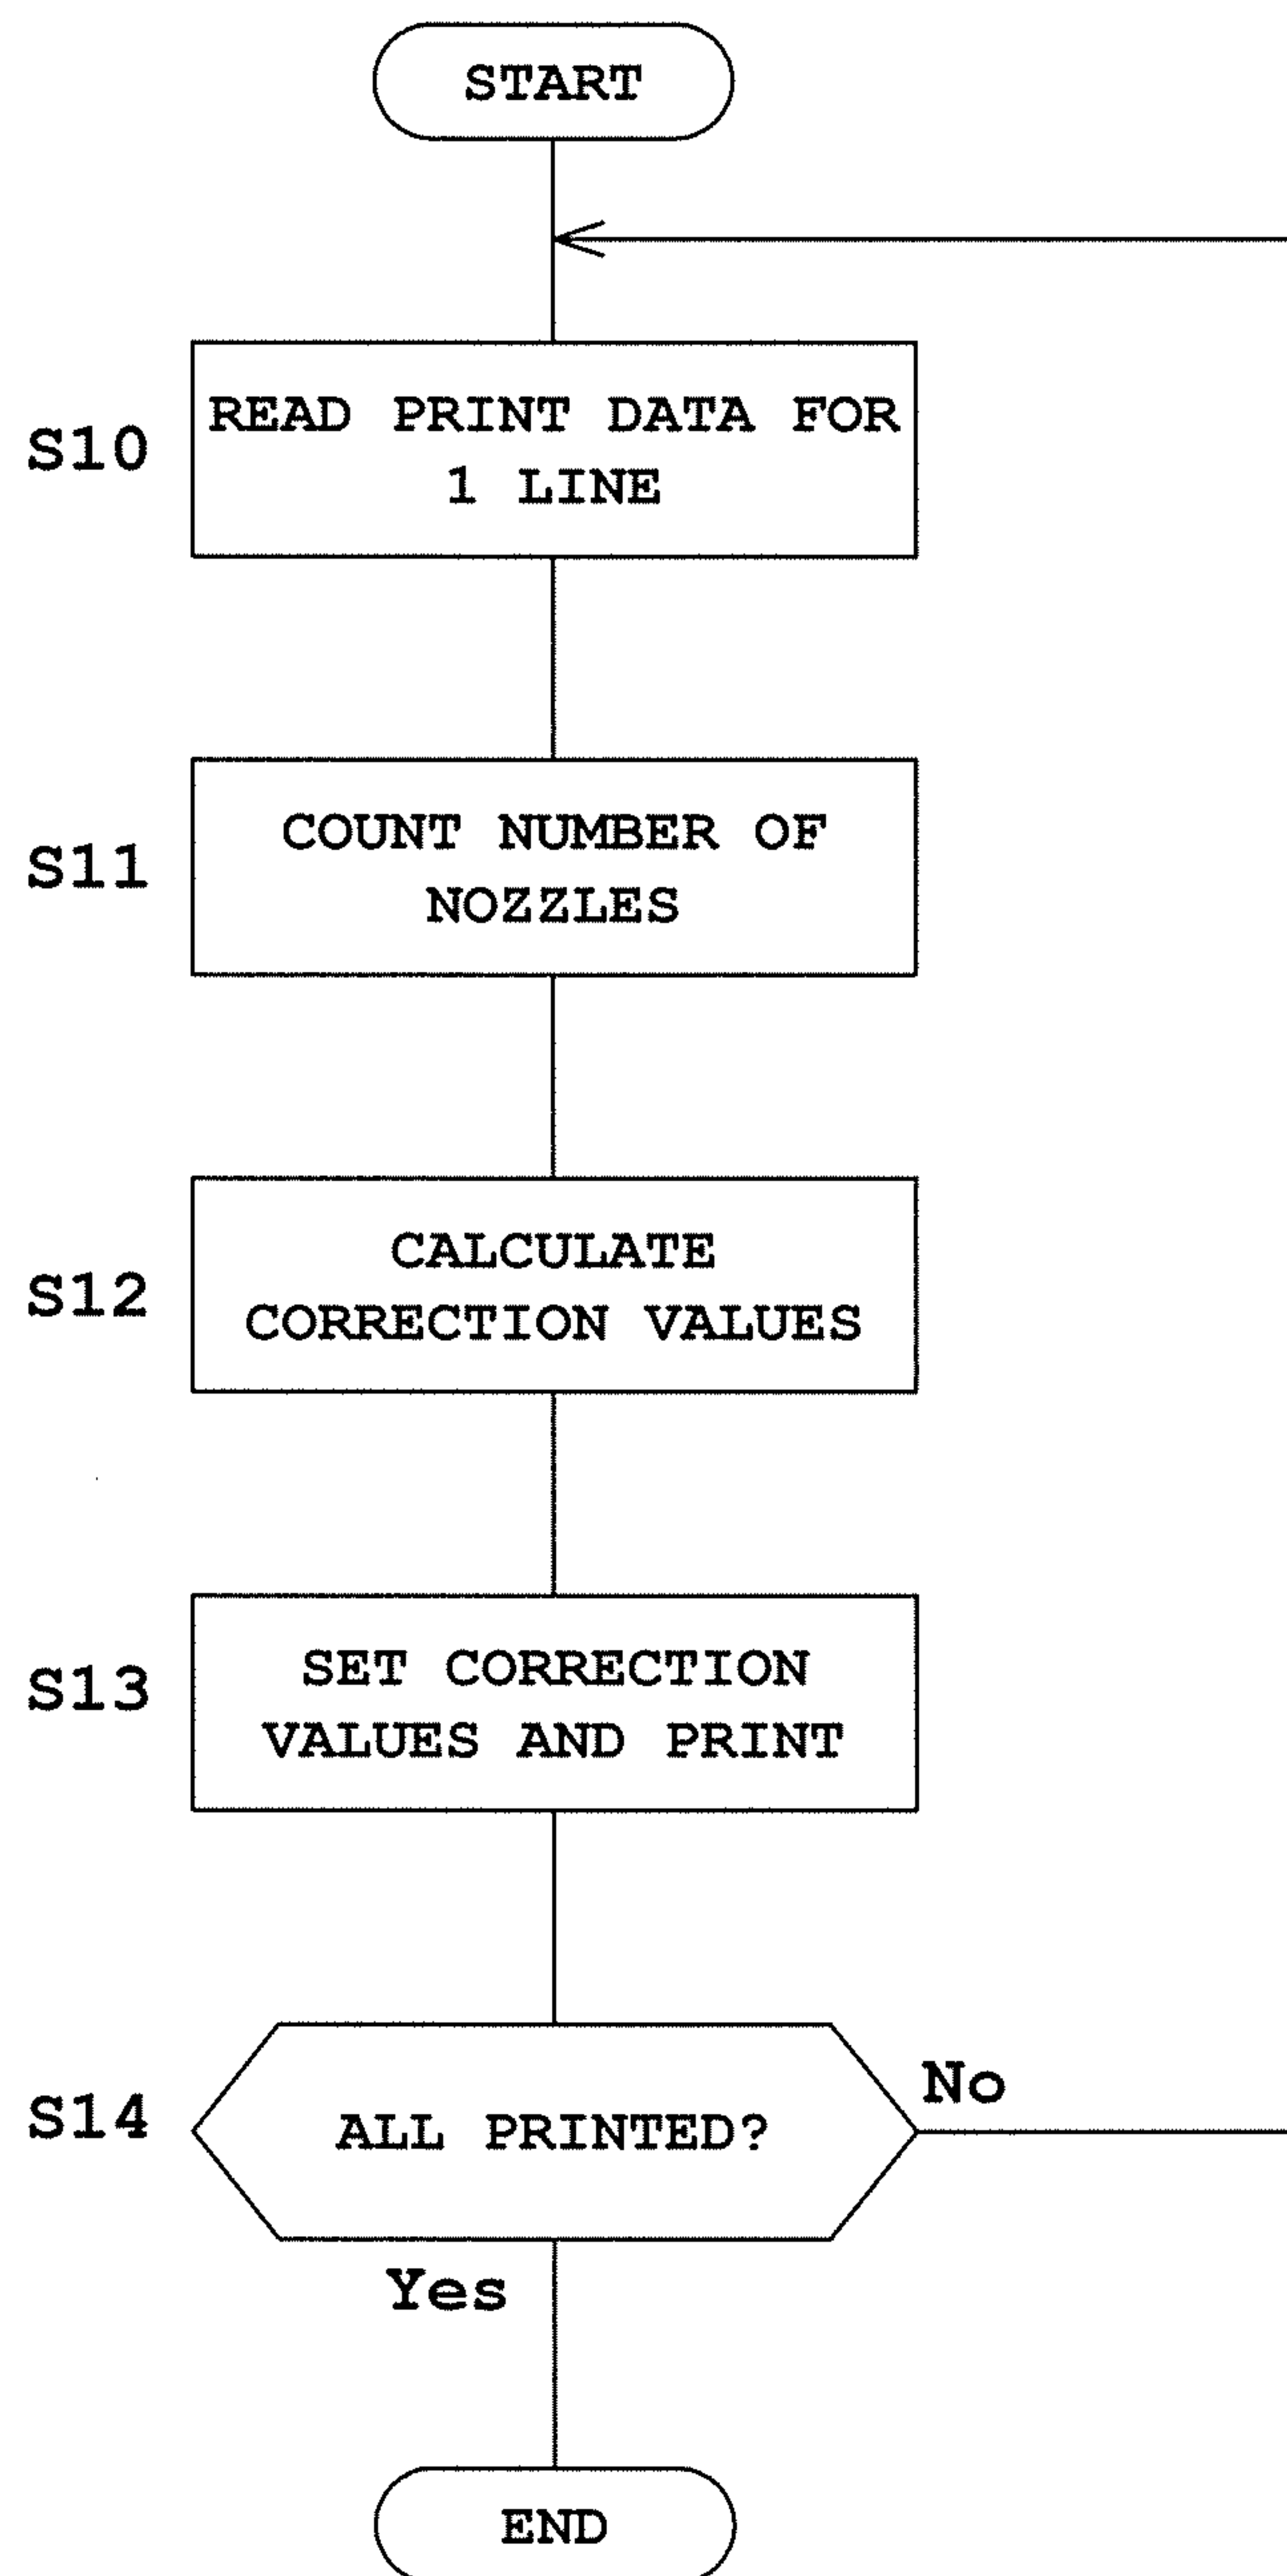 START
S10
READ PRINT DATA FOR
1 LINE
S11
COUNT NUMBER OF
NOZZLES
S12
CALCULATE
CORRECTION VALUES
S13
SET CORRECTION
VALUES AND PRINT
S14
ALL PRINTED?
No
Yes
END